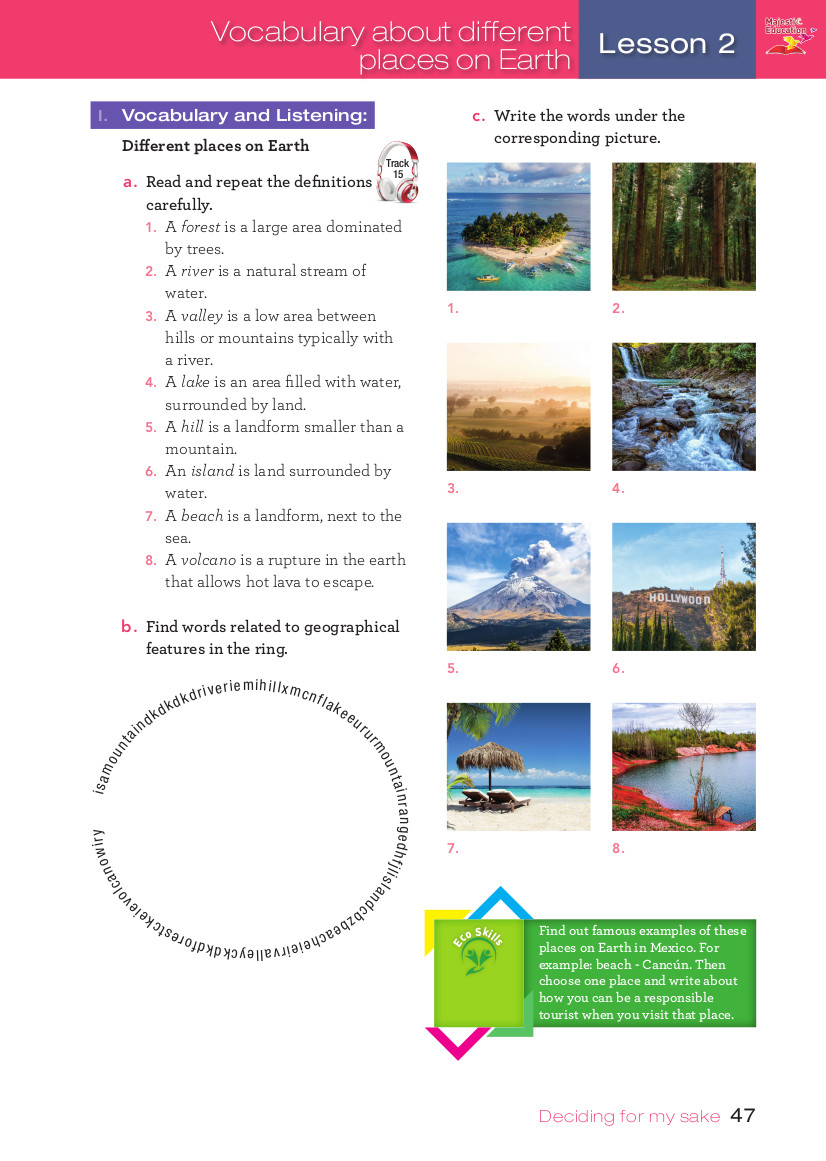 Vocabulary about different
places on Earth
Lesson 2
Majestic
Education
I. Vocabulary and Listening:
Different places on Earth
Track
15
a. Read and repeat the definitions
carefully.
1. A forest is a large area dominated
by trees.
2. A river is a natural stream of
water.
3. A valley is a low area between
hills or mountains typically with
a river.
4. A lake is an area filled with water,
surrounded by land.
5. A hill is a landform smaller than a
mountain.
6. An island is land surrounded by
water.
7. A beach is a landform, next to the
sea.
8. A volcano is a rupture in the earth
that allows hot lava to escape.
b. Find words related to geographical
features in the ring.
isamountaindkdkdkdriveriemihillxmcnflakeeururmountainrangedhfjiislandcbzbeacheieirvalleyckdkdforestckeievolcanowiry
c. Write the words under the
corresponding picture.
1.
2.
3.
4.
5.
HOLLYWOOD
6.
7.
8.
Eco Skills
Find out famous examples of these
places on Earth in Mexico. For
example: beach - Cancún. Then
choose one place and write about
how you can be a responsible
tourist when you visit that place.
Deciding for my sake 47